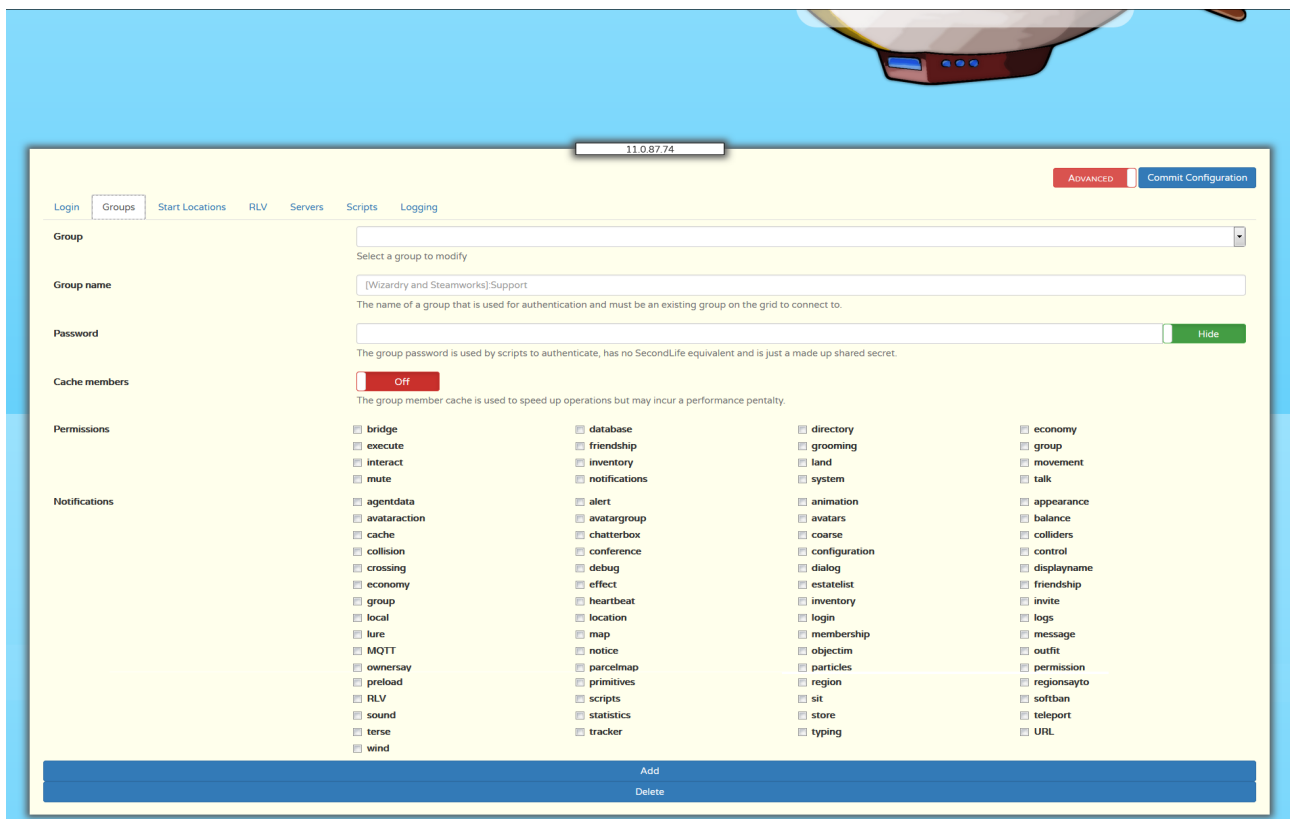 11.0.87.74
ADVANCED Commit Configuration
Login Groups Start Locations RLV Servers Scripts Logging
Group
Select a group to modify
Group name [Wizardry and Steamworks]:Support
The name of a group that is used for authentication and must be an existing group on the grid to connect to.
Password Hide
The group password is used by scripts to authenticate, has no SecondLife equivalent and is just a made up shared secret.
Cache members Off
The group member cache is used to speed up operations but may incur a performance pentalty.
Permissions bridge database directory economy
execute friendship grooming group
interact inventory land movement
mute notifications system talk
Notifications agentdata alert animation appearance
avataraction avatargroup avatars balance
cache chatterbox coarse colliders
collision conference configuration control
crossing debug dialog displayname
economy effect estatelist friendship
group heartbeat inventory invite
local location login logs
lure map membership message
MQTT notice objectim outfit
ownersay parcelmap particles permission
preload primitives region regionsayto
RLV scripts sit softban
sound statistics store teleport
terse tracker typing URL
wind
Add
Delete